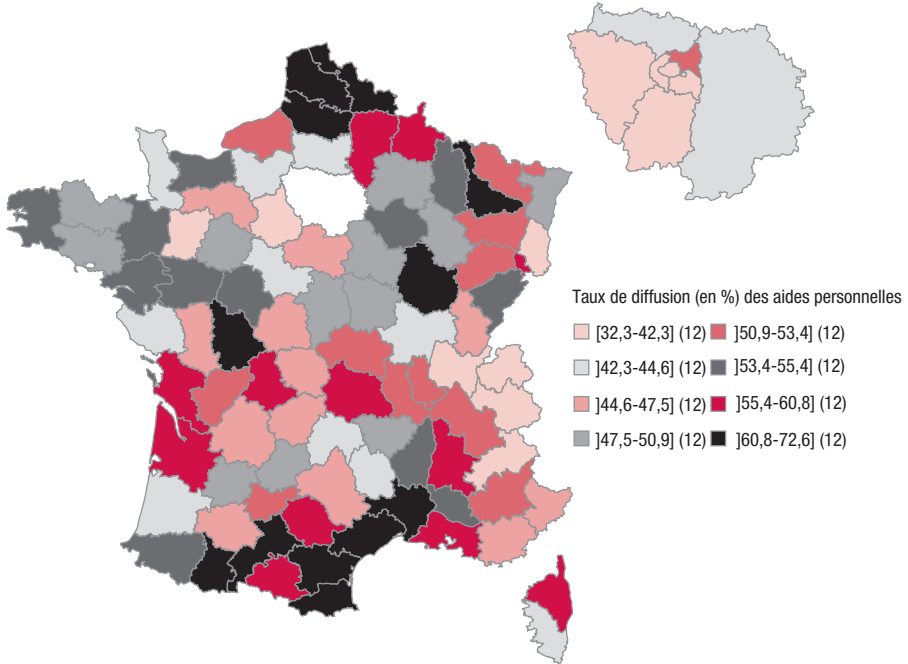 Taux de diffusion (en %) des aides personnelles
]32,3-42,3] (12) ]50,9-53,4] (12)
]42,3-44,6] (12) ]53,4-55,4] (12)
]44,6-47,5] (12) ]55,4-60,8] (12)
]47,5-50,9] (12) ]60,8-72,6] (12)